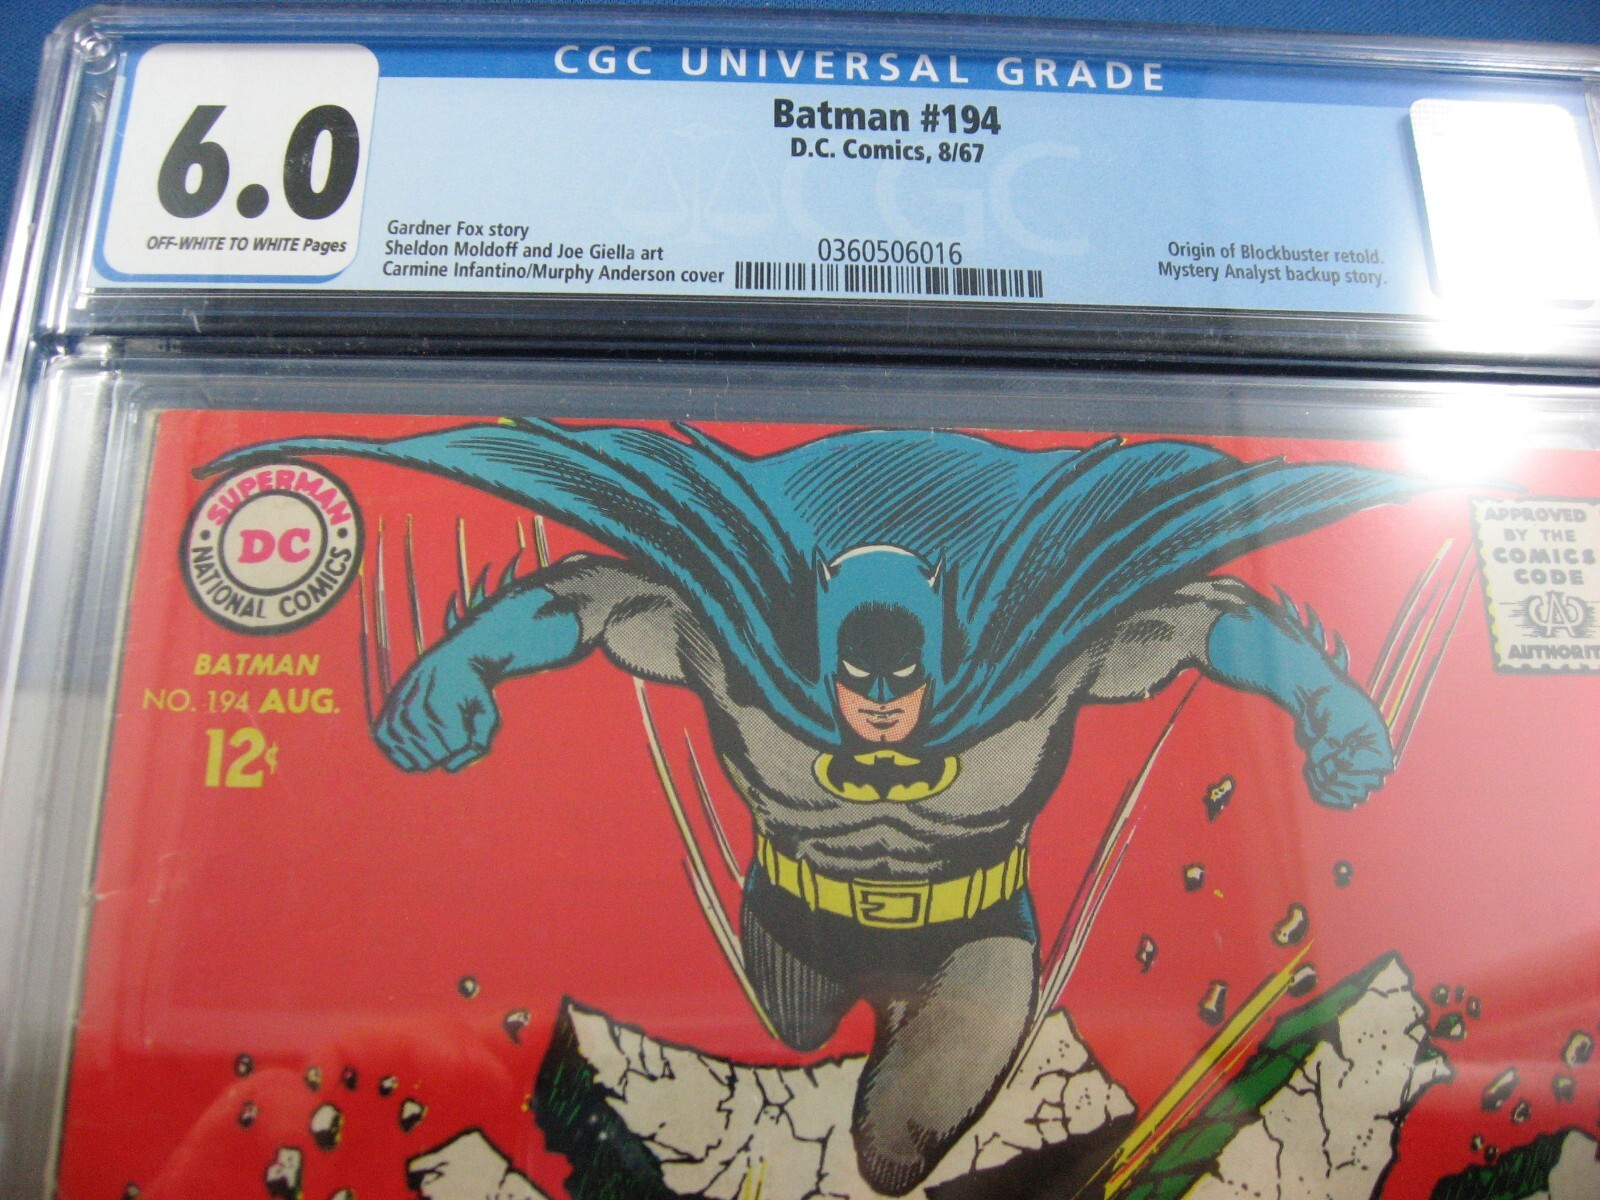 CGC UNIVERSAL GRADE
6.0
OFF-WHITE TO WHITE Pages
Batman #194
D.C. Comics, 8/67
CGC
Gardner Fox story
Sheldon Moldoff and Joe Giella art
Carmine Infantino/Murphy Anderson cover
0360506016
Origin of Blockbuster retold.
Mystery Analyst backup story.
SUPERMAN
DC
NATIONAL COMICS
BATMAN
NO. 194 AUG.
12¢
APPROVED
BY THE
COMICS
CODE
AUTHORIT